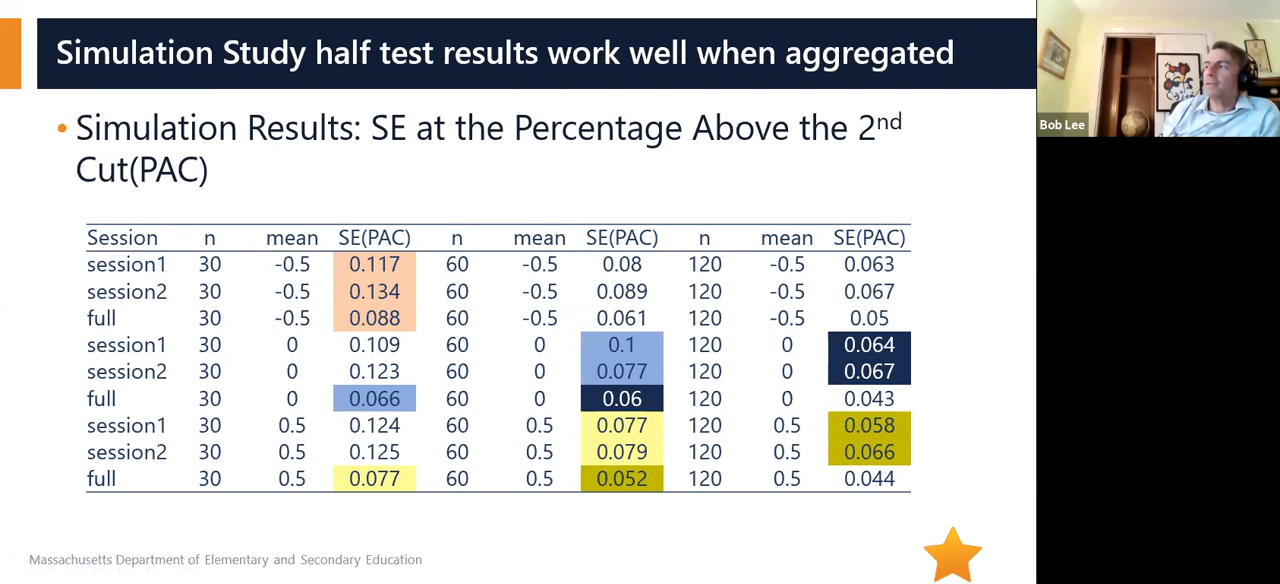 Simulation Study half test results work well when aggregated
Bob Lee
• Simulation Results: SE at the Percentage Above the 2nd
Cut(PAC)
Session n mean SE(PAC) n mean SE(PAC) n mean SE(PAC)
session1 30 -0.5 0.117 60 -0.5 0.08 120 -0.5 0.063
session2 30 -0.5 0.134 60 -0.5 0.089 120 -0.5 0.067
full 30 -0.5 0.088 60 -0.5 0.061 120 -0.5 0.05
session1 30 0 0.109 60 0 0.1 120 0 0.064
session2 30 0 0.123 60 0 0.077 120 0 0.067
full 30 0 0.066 60 0 0.06 120 0 0.043
session1 30 0.5 0.124 60 0.5 0.077 120 0.5 0.058
session2 30 0.5 0.125 60 0.5 0.079 120 0.5 0.066
full 30 0.5 0.077 60 0.5 0.052 120 0.5 0.044
Massachusetts Department of Elementary and Secondary Education